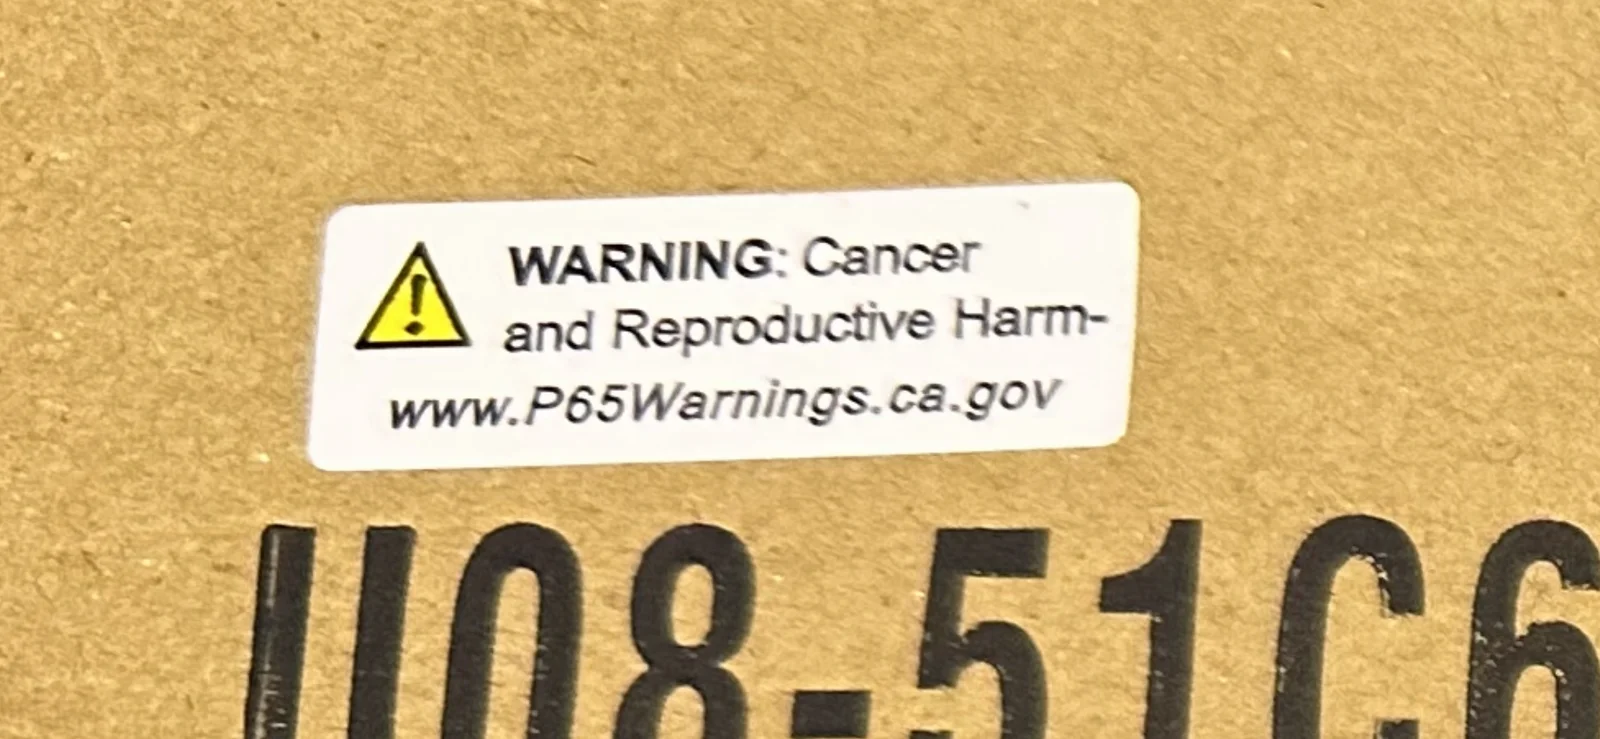 WARNING: Cancer
and Reproductive Harm-
www.P65Warnings.ca.gov